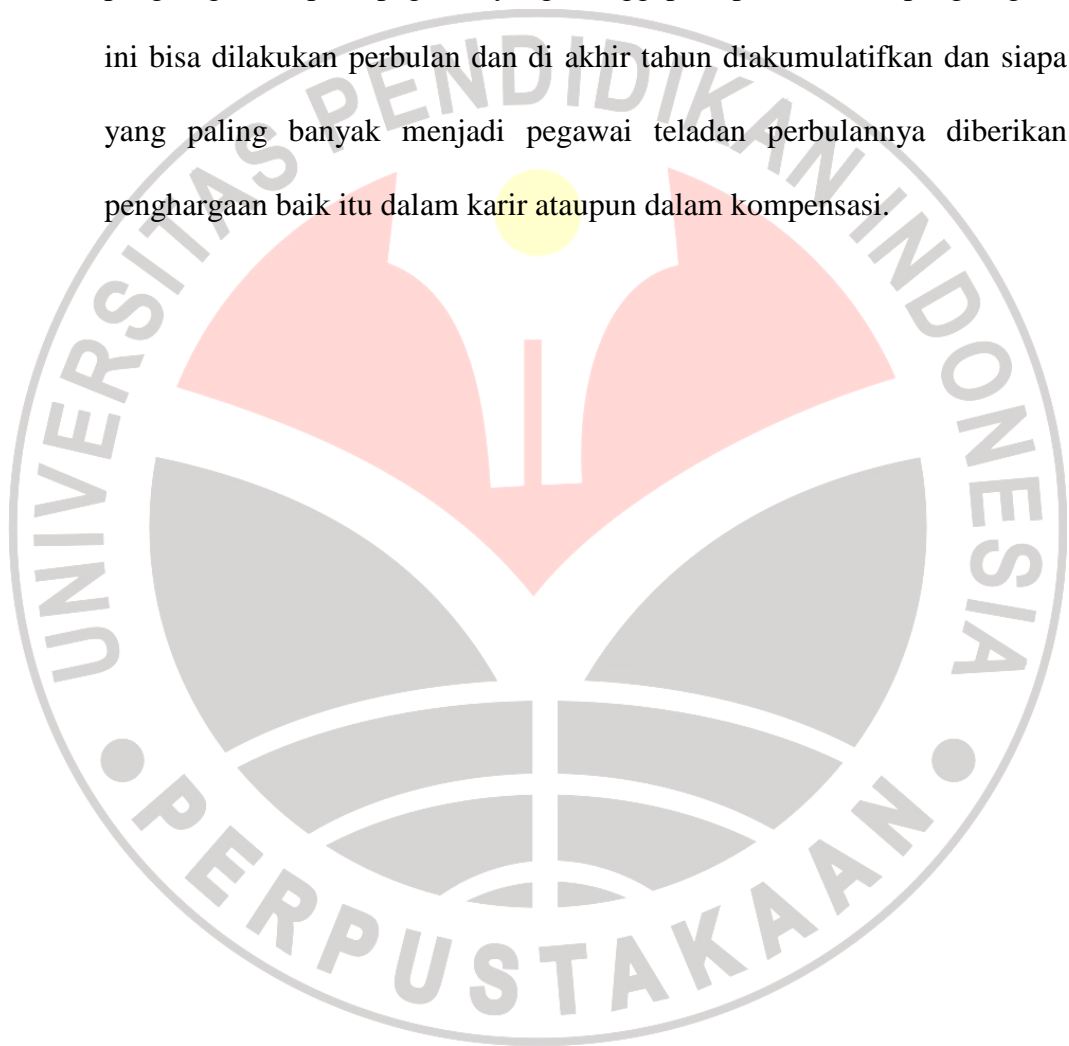 ini bisa dilakukan perbulan dan di akhir tahun diakumulatifkan dan siapa
yang paling banyak menjadi pegawai teladan perbulannya diberikan
penghargaan baik itu dalam karir ataupun dalam kompensasi.
UNIVERSITAS PENDIDIKAN INDONESIA
PERPUSTAKAAN